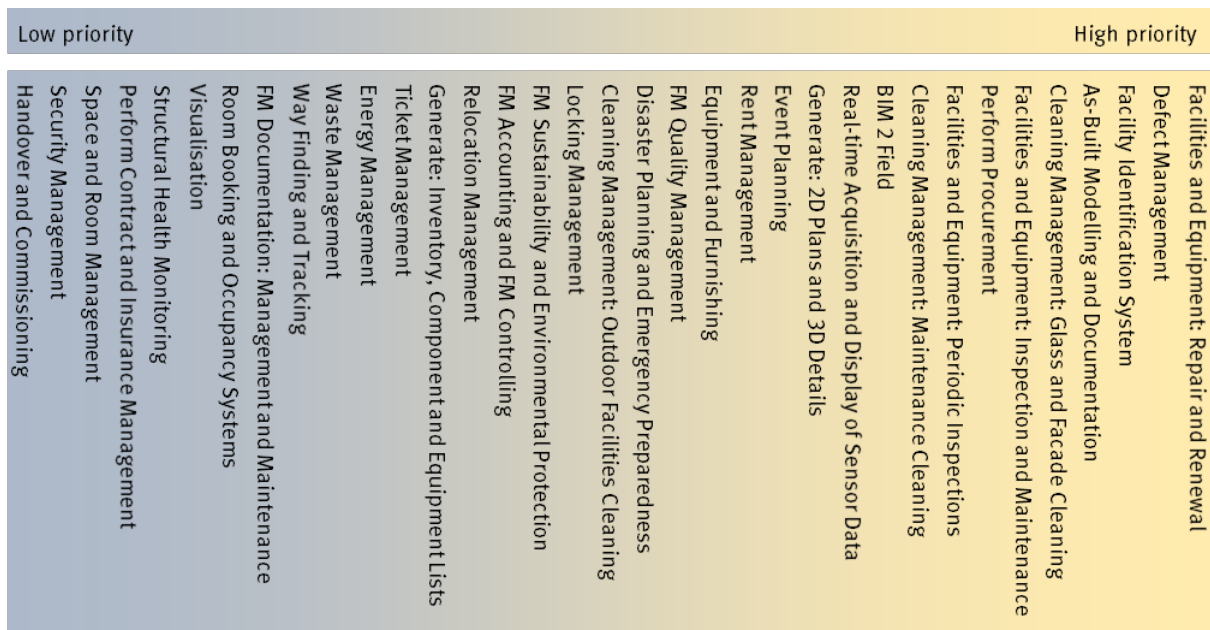 Low priority
High priority
Handover and Commissioning
Security Management
Space and Room Management
Perform Contract and Insurance Management
Structural Health Monitoring
Visualisation
Room Booking and Occupancy Systems
FM Documentation: Management and Maintenance
Way Finding and Tracking
Waste Management
Energy Management
Ticket Management
Generate: Inventory, Component and Equipment Lists
Relocation Management
FM Accounting and FM Controlling
FM Sustainability and Environmental Protection
Locking Management
Cleaning Management: Outdoor Facilities Cleaning
Disaster Planning and Emergency Preparedness
FM Quality Management
Equipment and Furnishing
Rent Management
Event Planning
Generate: 2D Plans and 3D Details
Real-time Acquisition and Display of Sensor Data
BIM 2 Field
Cleaning Management: Maintenance Cleaning
Facilities and Equipment: Periodic Inspections
Perform Procurement
Facilities and Equipment: Inspection and Maintenance
Cleaning Management: Glass and Facade Cleaning
As-Built Modelling and Documentation
Facility Identification System
Defect Management
Facilities and Equipment: Repair and Renewal